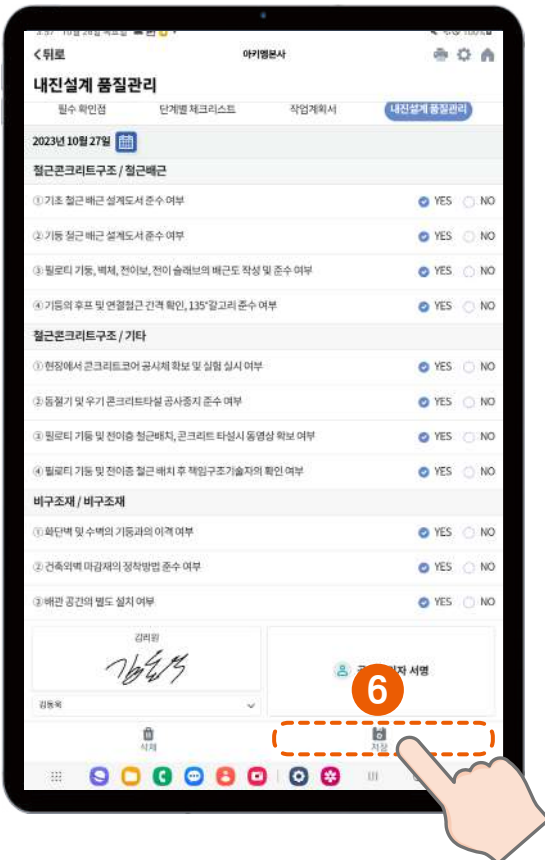 3:57 10월 26일 목요일 100%
<뒤로
아키엠본사
내진설계 품질관리
필수 확인점 단계별 체크리스트 작업계획서 내진설계 품질관리
2023년 10월 27일
철근콘크리트구조 / 철근배근
① 기초 철근 배근 설계도서 준수 여부 YES NO
② 기둥 철근 배근 설계도서 준수 여부 YES NO
③ 필로티 기둥, 벽체, 전이보, 전이 슬래브의 배근도 작성 및 준수 여부 YES NO
④ 기둥의 후프 및 연결철근 간격 확인, 135°갈고리 준수 여부 YES NO
철근콘크리트구조 / 기타
① 현장에서 콘크리트코어 공시체 확보 및 실험 실시 여부 YES NO
② 동절기 및 우기 콘크리트타설 공사중지 준수 여부 YES NO
③ 필로티 기둥 및 전이층 철근배치, 콘크리트 타설시 동영상 확보 여부 YES NO
④ 필로티 기둥 및 전이층 철근 배치 후 책임구조기술자의 확인 여부 YES NO
비구조재 / 비구조재
① 화단벽 및 수벽의 기둥과의 이격 여부 YES NO
② 건축외벽 마감재의 정착방법 준수 여부 YES NO
③ 배관 공간의 별도 설치 여부 YES NO
감리원
자 서명
6
김동욱
삭제
저장